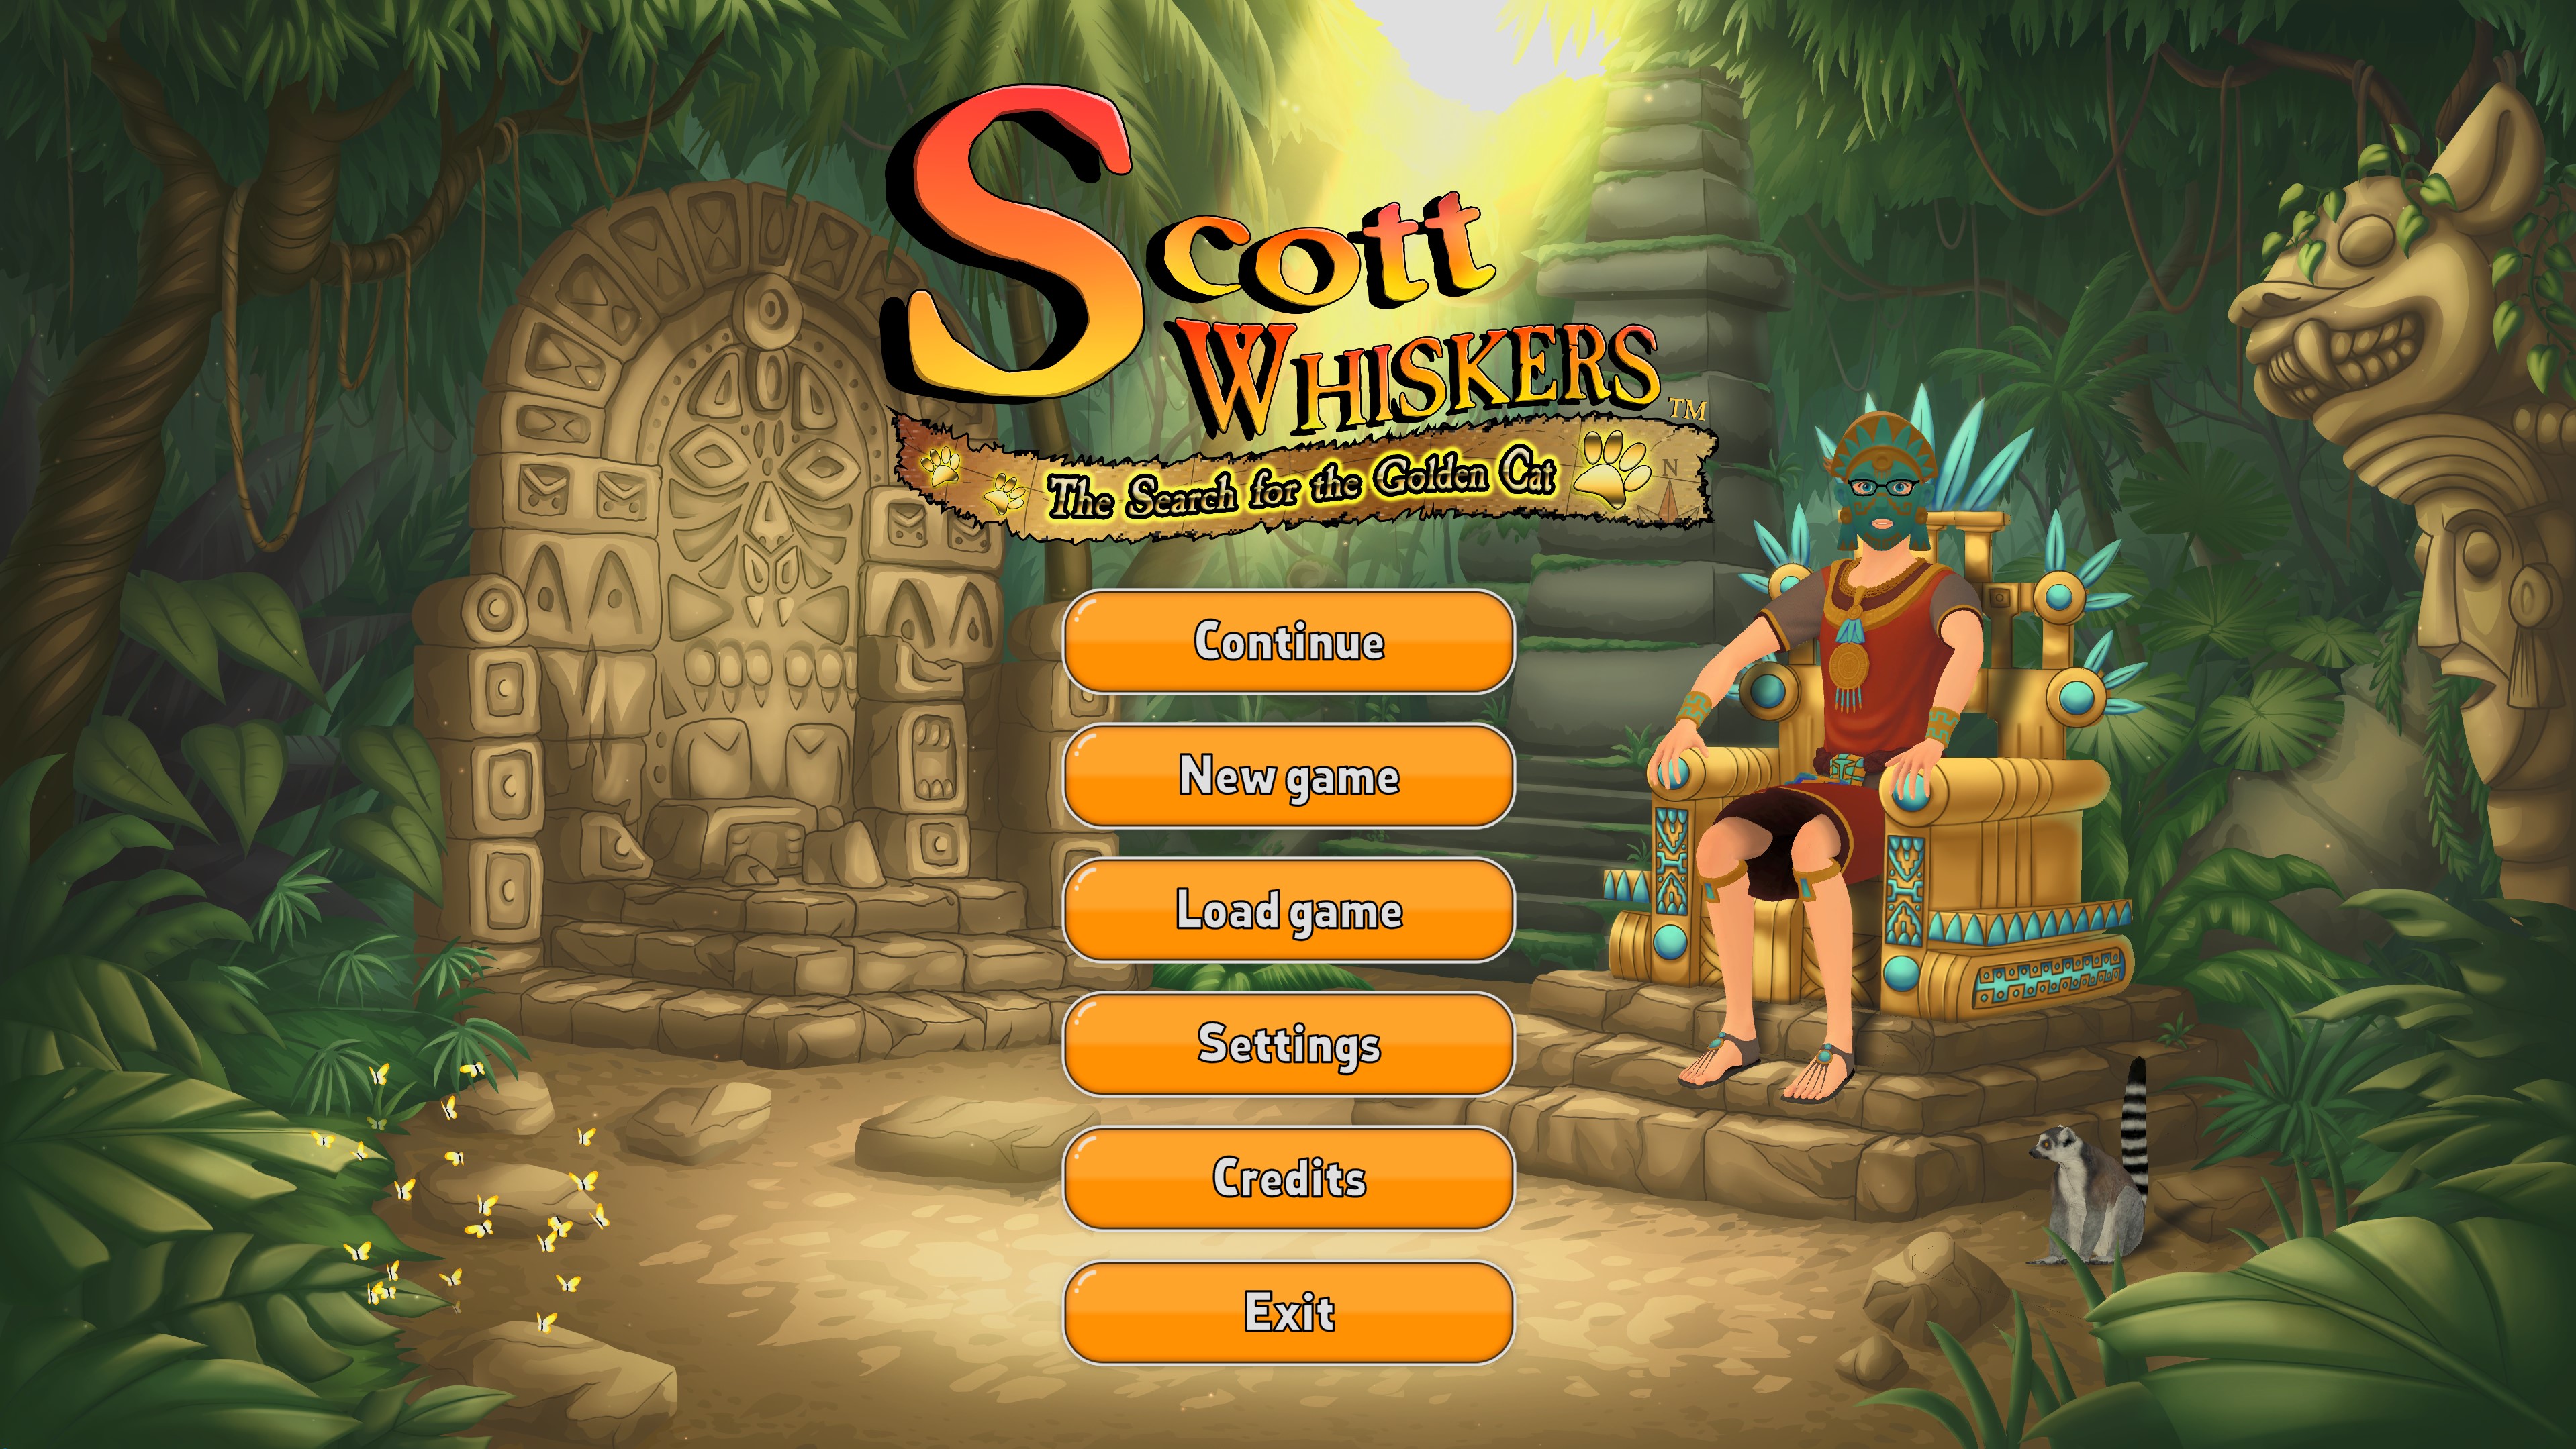 Scott
Whiskers™
The Search for the Golden Cat
N
Continue
New game
Load game
Settings
Credits
Exit